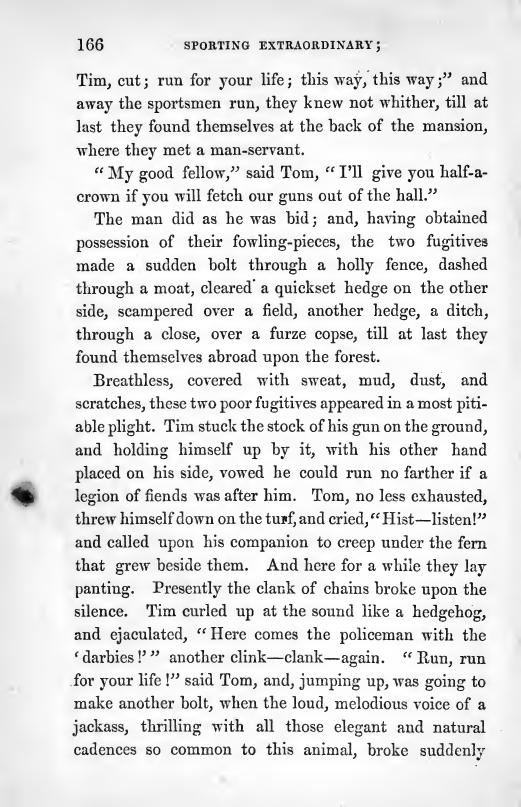 166 SPORTING EXTRAORDINARY;
Tim, cut; run for your life; this way, this way;” and
away the sportsmen run, they knew not whither, till at
last they found themselves at the back of the mansion,
where they met a man-servant.
“ My good fellow,” said Tom, “ I’ll give you half-a-
crown if you will fetch our guns out of the hall.”
The man did as he was bid; and, having obtained
possession of their fowling-pieces, the two fugitives
made a sudden bolt through a holly fence, dashed
through a moat, cleared a quickset hedge on the other
side, scampered over a field, another hedge, a ditch,
through a close, over a furze copse, till at last they
found themselves abroad upon the forest.
Breathless, covered with sweat, mud, dust, and
scratches, these two poor fugitives appeared in a most piti-
able plight. Tim stuck the stock of his gun on the ground,
and holding himself up by it, with his other hand
placed on his side, vowed he could run no farther if a
legion of fiends was after him. Tom, no less exhausted,
threw himself down on the turf, and cried, “ Hist—listen!”
and called upon his companion to creep under the fern
that grew beside them. And here for a while they lay
panting. Presently the clank of chains broke upon the
silence. Tim curled up at the sound like a hedgehog,
and ejaculated, “ Here comes the policeman with the
‘ darbies !’ ” another clink—clank—again. “ Run, run
for your life !” said Tom, and, jumping up, was going to
make another bolt, when the loud, melodious voice of a
jackass, thrilling with all those elegant and natural
cadences so common to this animal, broke suddenly